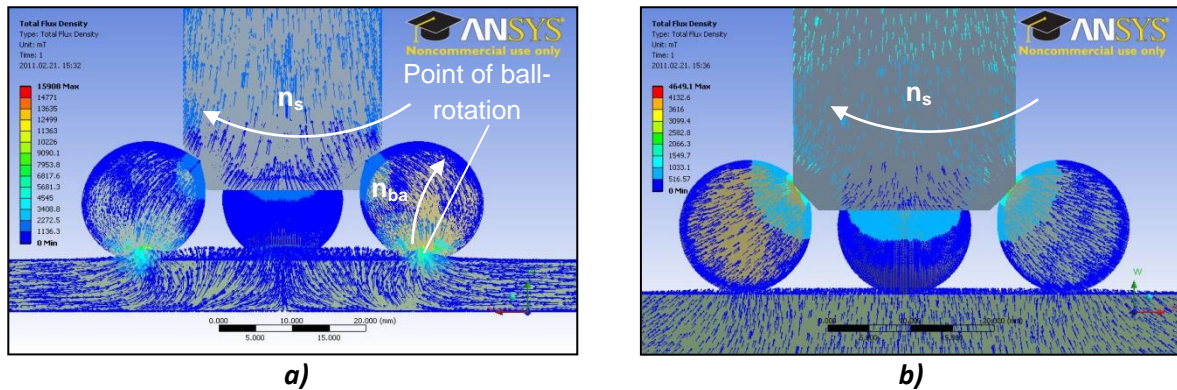 Total Flux Density
Type: Total Flux Density
Unit: mT
Time: 1
2011.02.21. 15:32
15908 Max
14771
13635
12499
11363
10226
9090.1
7953.8
6817.6
5681.3
4545
3408.8
2272.5
1136.3
0 Min
ANSYS
Noncommercial use only
Point of ball-
rotation
ns
nba
0.000 10.000 20.000 (mm)
5.000 15.000
a)
Total Flux Density
Type: Total Flux Density
Unit: mT
Time: 1
2011.02.21. 15:36
4649.1 Max
4132.6
3616
3099.4
2582.8
2066.3
1549.7
1033.1
516.57
0 Min
ANSYS
Noncommercial use only
ns
W
b)